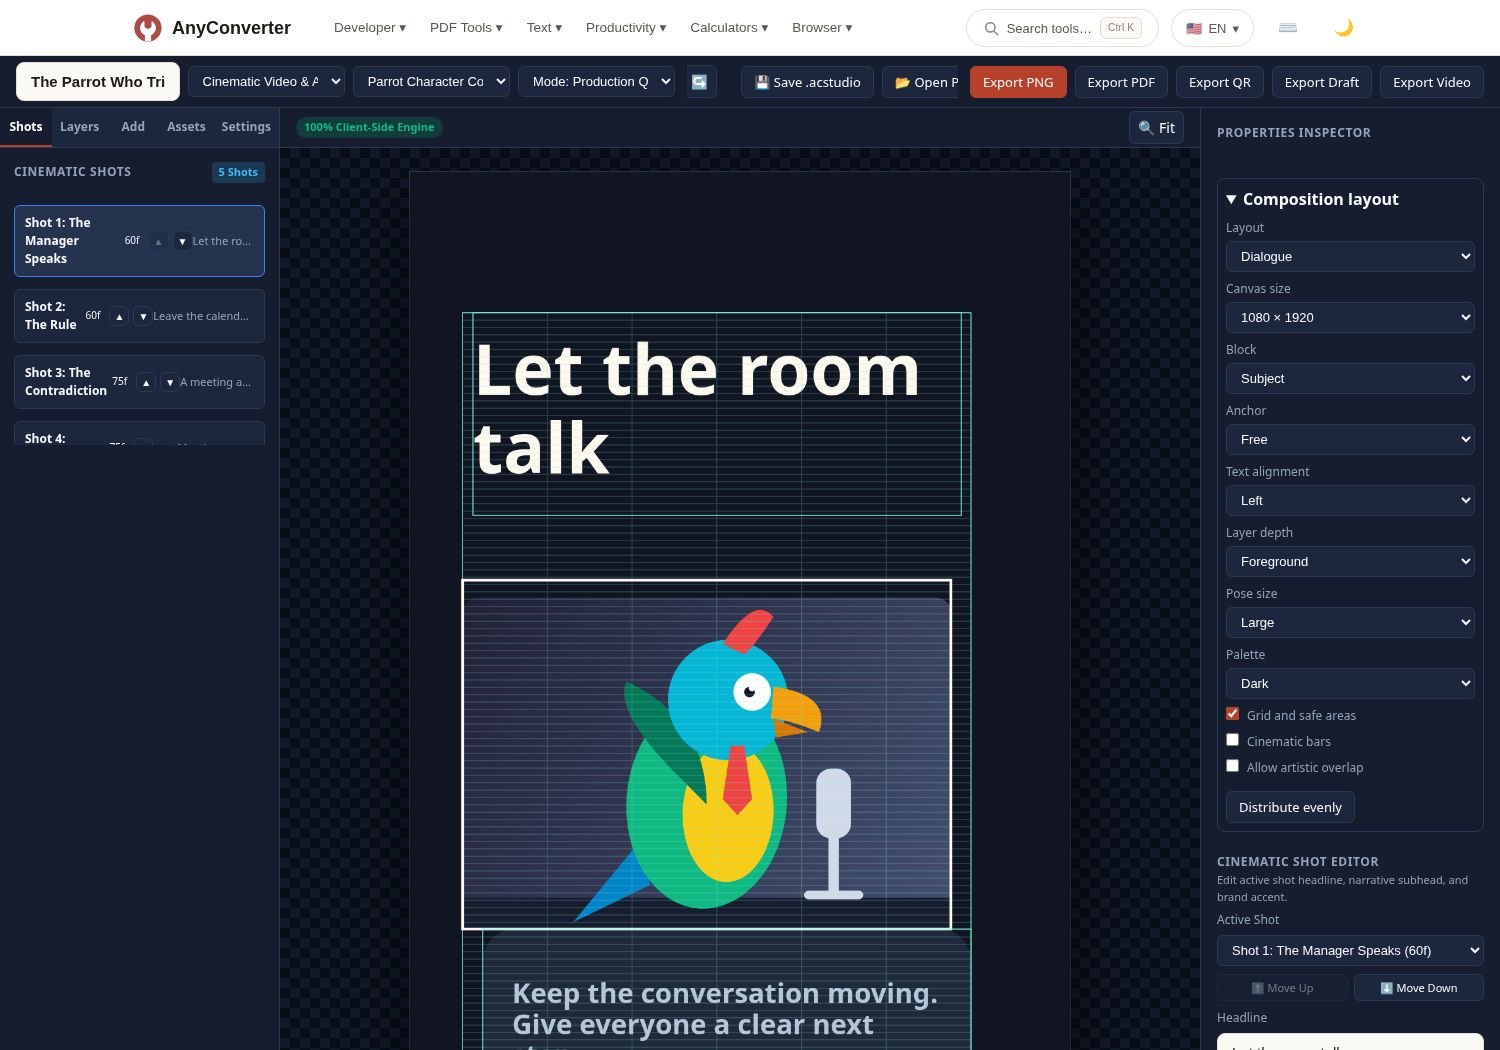 AnyConverter
Developer ▾
PDF Tools ▾
Text ▾
Productivity ▾
Calculators ▾
Browser ▾
Search tools…
Ctrl K
EN ▾
The Parrot Who Tri
Cinematic Video & A
Parrot Character Co
Mode: Production Q
Save .acstudio
Open P
Export PNG
Export PDF
Export QR
Export Draft
Export Video
Shots
Layers
Add
Assets
Settings
100% Client-Side Engine
Fit
PROPERTIES INSPECTOR
CINEMATIC SHOTS
5 Shots
Shot 1: The
Manager
Speaks
60f
▲
▼
Let the ro…
Shot 2:
The Rule
60f
▲
▼
Leave the calend…
Shot 3: The
Contradiction
75f
▲
▼
A meeting a…
Shot 4:
Let the room
talk
Keep the conversation moving.
Give everyone a clear next
▼ Composition layout
Layout
Dialogue
Canvas size
1080 × 1920
Block
Subject
Anchor
Free
Text alignment
Left
Layer depth
Foreground
Pose size
Large
Palette
Dark
Grid and safe areas
Cinematic bars
Allow artistic overlap
Distribute evenly
CINEMATIC SHOT EDITOR
Edit active shot headline, narrative subhead, and
brand accent.
Active Shot
Shot 1: The Manager Speaks (60f)
Move Up
Move Down
Headline